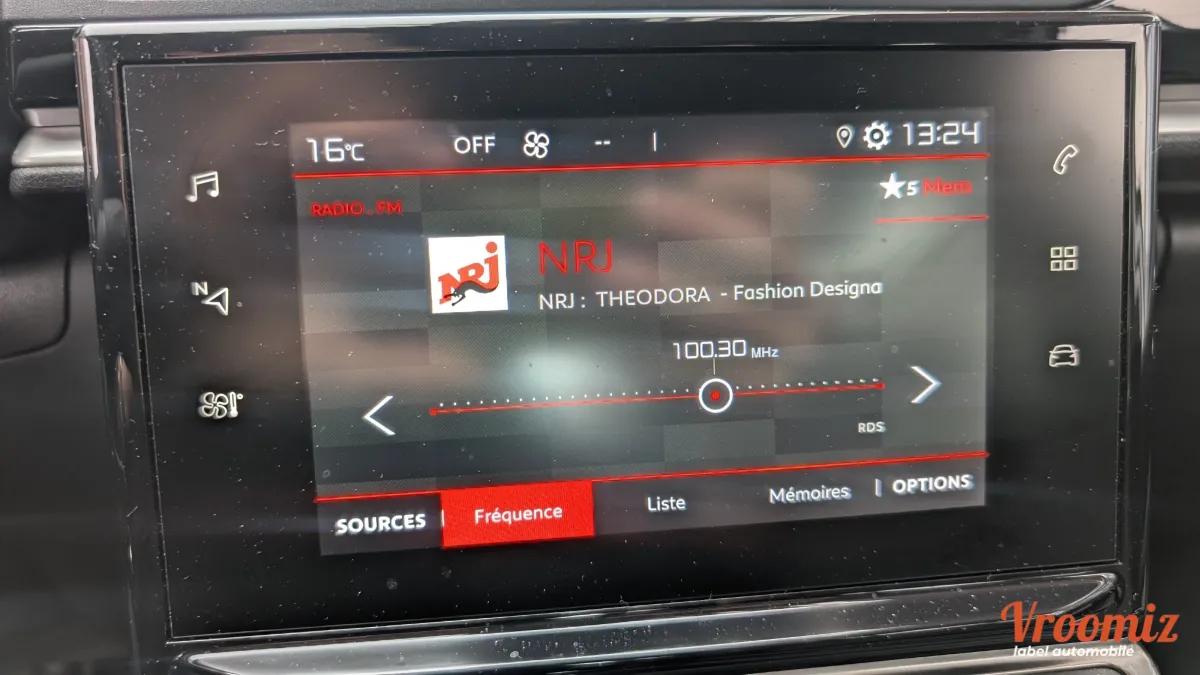 16°C OFF -- 13:24
5 Mem
RADIO FM
NRJ NRJ
NRJ : THEODORA - Fashion Designa
100.30 MHz
RDS
SOURCES Fréquence Liste Mémoires OPTIONS
N
Vroomiz
label automobile